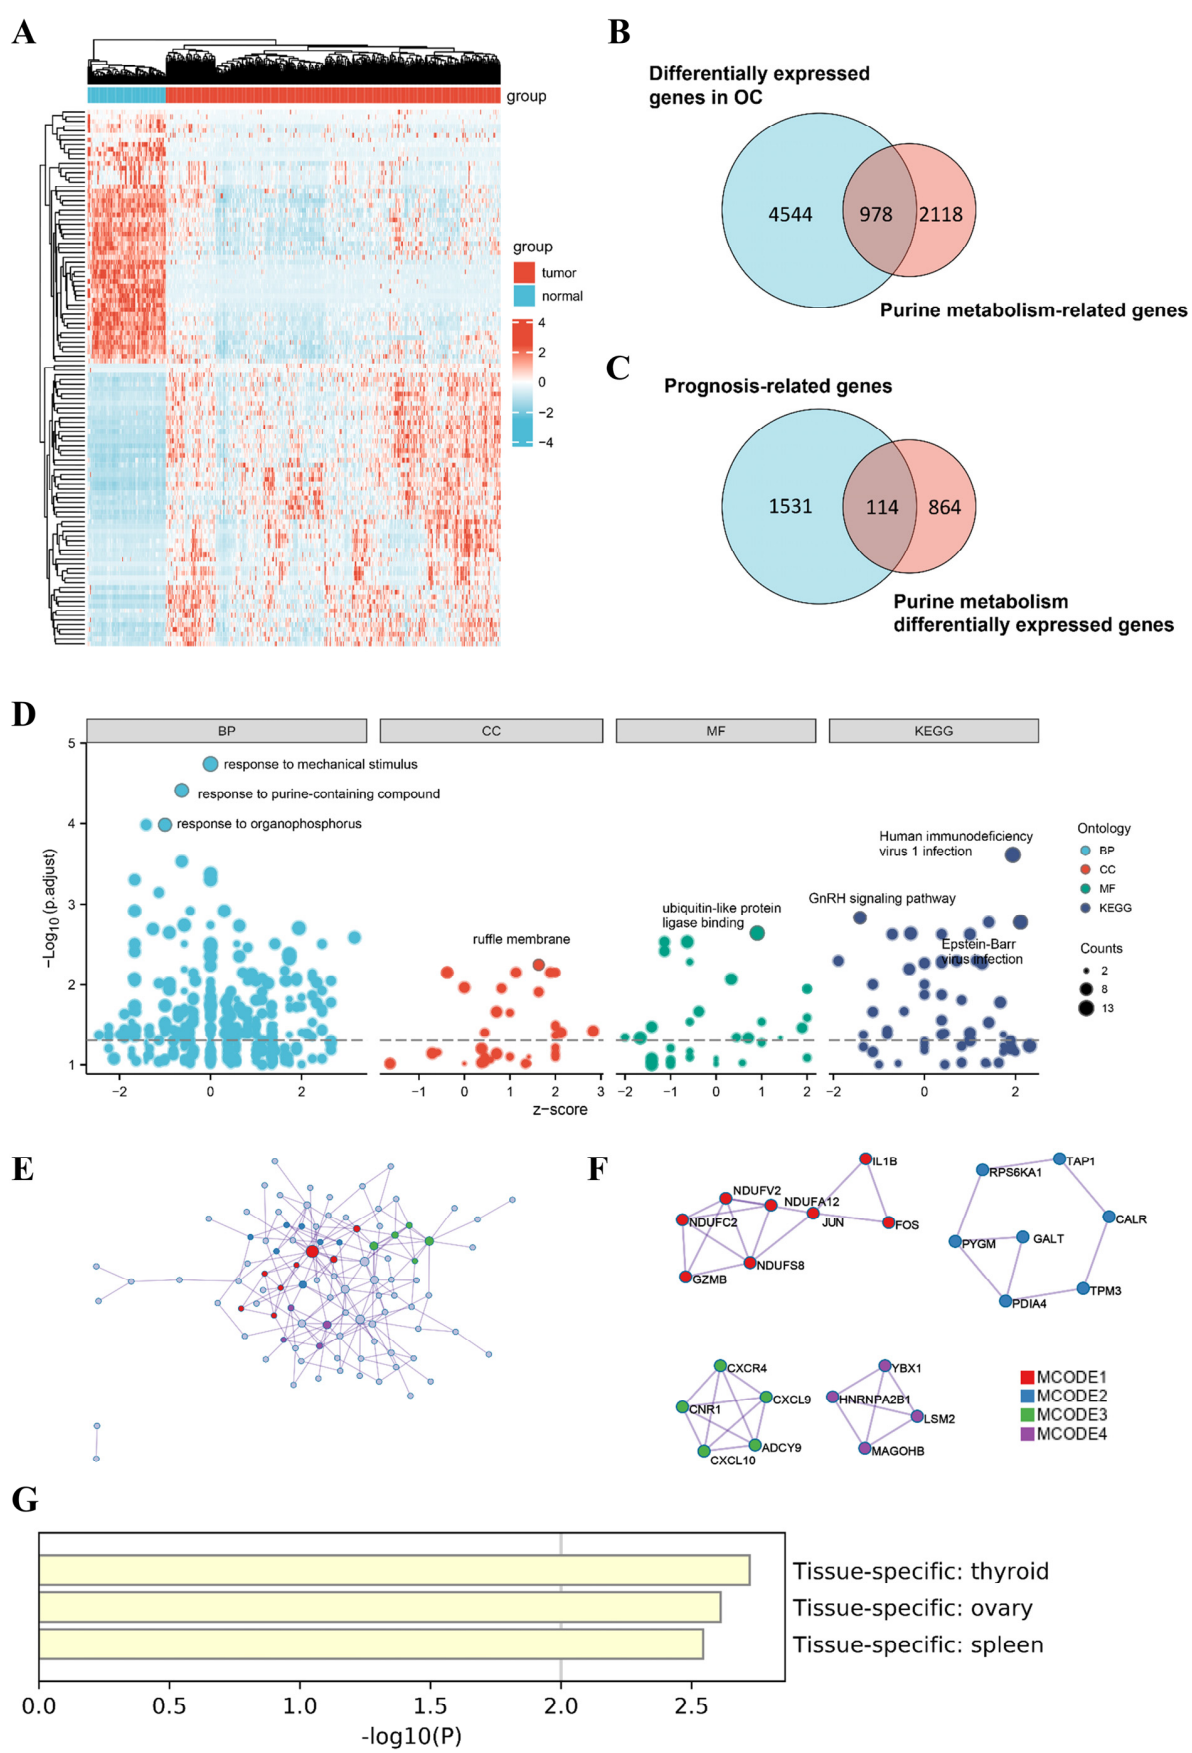 A
group
group
tumor
normal
4
2
0
−2
−4
B
Differentially expressed
genes in OC
4544
978
2118
Purine metabolism-related genes
C
Prognosis-related genes
1531
114
864
Purine metabolism
differentially expressed genes
D
BP
CC
MF
KEGG
−Log10 (p.adjust)
5
4
3
2
1
response to mechanical stimulus
response to purine-containing compound
response to organophosphorus
ruffle membrane
ubiquitin-like protein
ligase binding
Human immunodeficiency
virus 1 infection
GnRH signaling pathway
Epstein-Barr
virus infection
−2
0
2
−1
0
1
2
3
−2
−1
0
1
2
−2
0
2
z−score
Ontology
BP
CC
MF
KEGG
Counts
2
8
13
E
F
IL1B
NDUFV2
NDUFA12
NDUFC2
JUN
FOS
NDUFS8
GZMB
RPS6KA1
TAP1
CALR
PYGM
GALT
TPM3
PDIA4
CXCR4
CNR1
CXCL9
ADCY9
CXCL10
YBX1
HNRNPA2B1
LSM2
MAGOHB
MCODE1
MCODE2
MCODE3
MCODE4
G
Tissue-specific: thyroid
Tissue-specific: ovary
Tissue-specific: spleen
0.0
0.5
1.0
1.5
2.0
2.5
-log10(P)